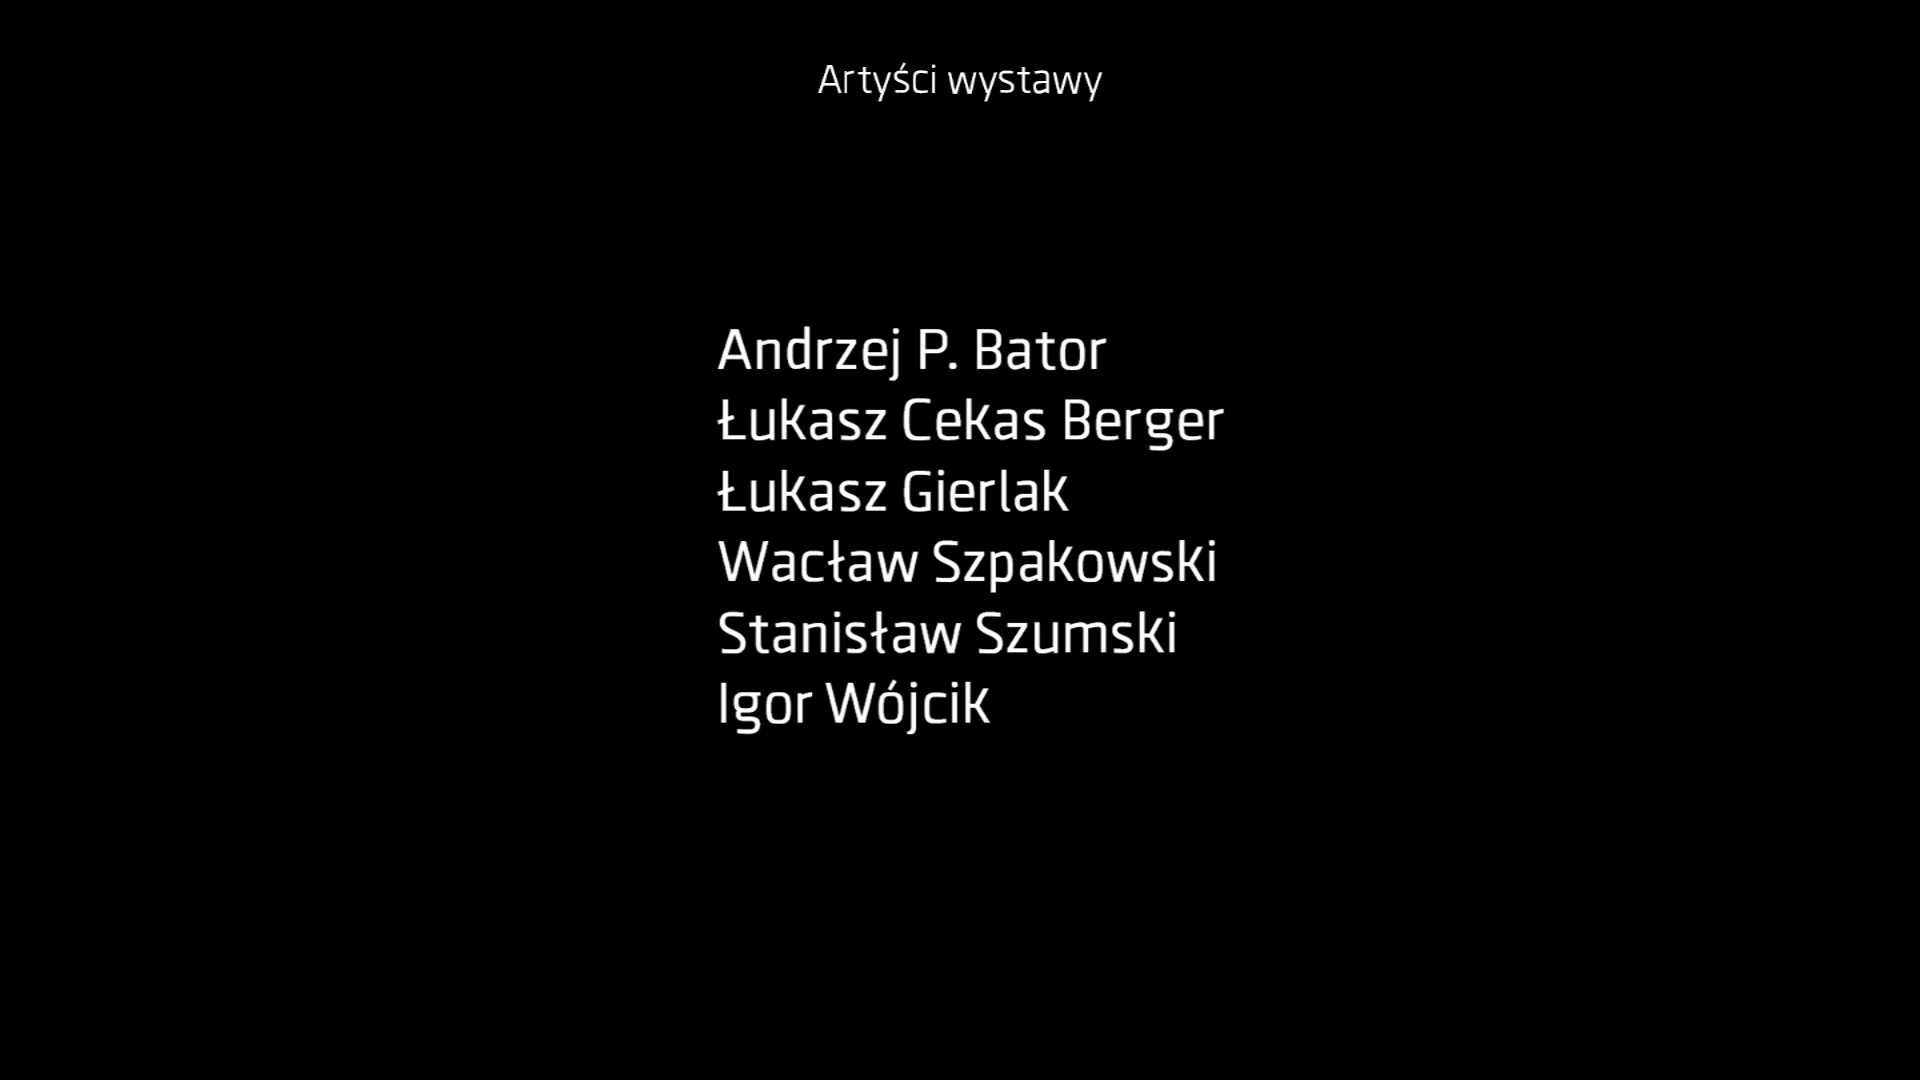 Artyści wystawy
Andrzej P. Bator
Łukasz Cekas Berger
Łukasz Gierlak
Wacław Szpakowski
Stanisław Szumski
Igor Wójcik